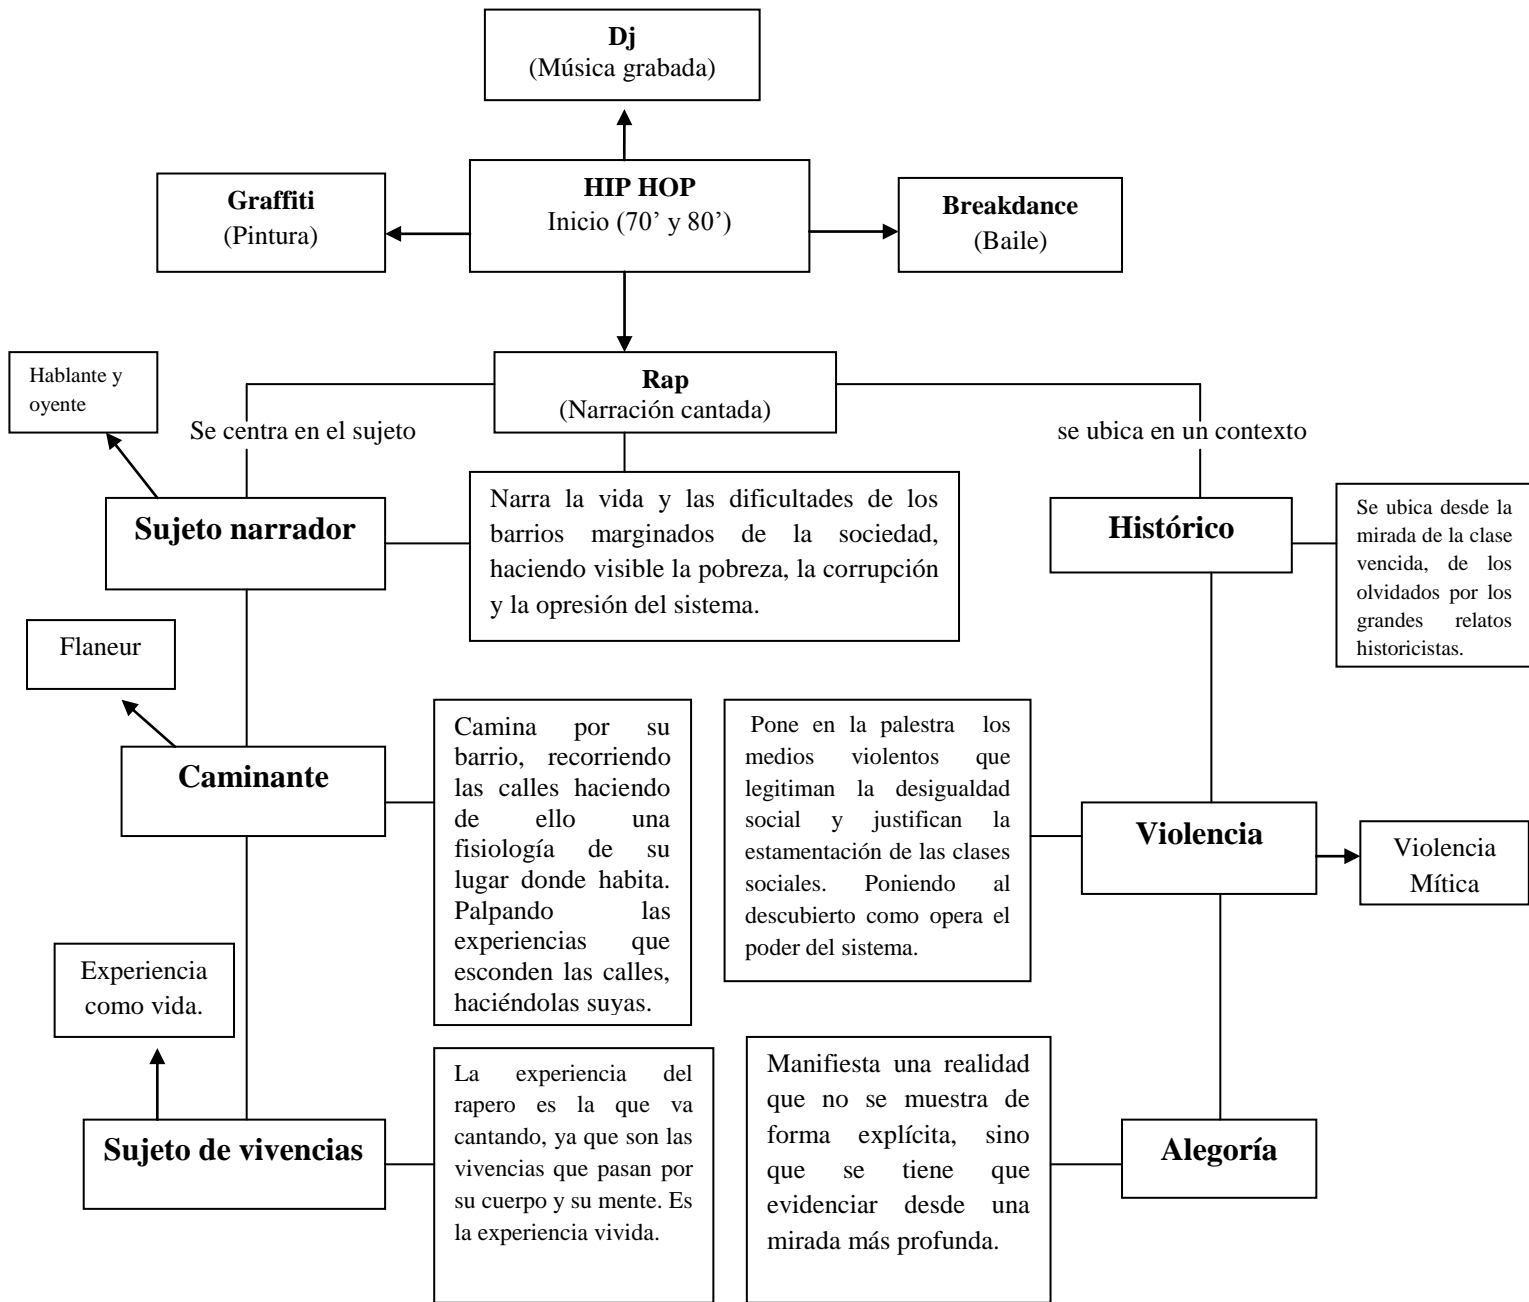 Dj
(Música grabada)
HIP HOP
Inicio (70’ y 80’)
Graffiti
(Pintura)
Breakdance
(Baile)
Rap
(Narración cantada)
Hablante y
oyente
Se centra en el sujeto
se ubica en un contexto
Sujeto narrador
Narra la vida y las dificultades de los
barrios marginados de la sociedad,
haciendo visible la pobreza, la corrupción
y la opresión del sistema.
Histórico
Se ubica desde la
mirada de la clase
vencida, de los
olvidados por los
grandes relatos
historicistas.
Flaneur
Caminante
Camina por su
barrio, recorriendo
las calles haciendo
de ello una
fisiología de su
lugar donde habita.
Palpando las
experiencias que
esconden las calles,
haciéndolas suyas.
Pone en la palestra los
medios violentos que
legitiman la desigualdad
social y justifican la
estamentación de las clases
sociales. Poniendo al
descubierto como opera el
poder del sistema.
Violencia
Violencia
Mítica
Experiencia
como vida.
Sujeto de vivencias
La experiencia del
rapero es la que va
cantando, ya que son las
vivencias que pasan por
su cuerpo y su mente. Es
la experiencia vivida.
Manifiesta una realidad
que no se muestra de
forma explícita, sino
que se tiene que
evidenciar desde una
mirada más profunda.
Alegoría